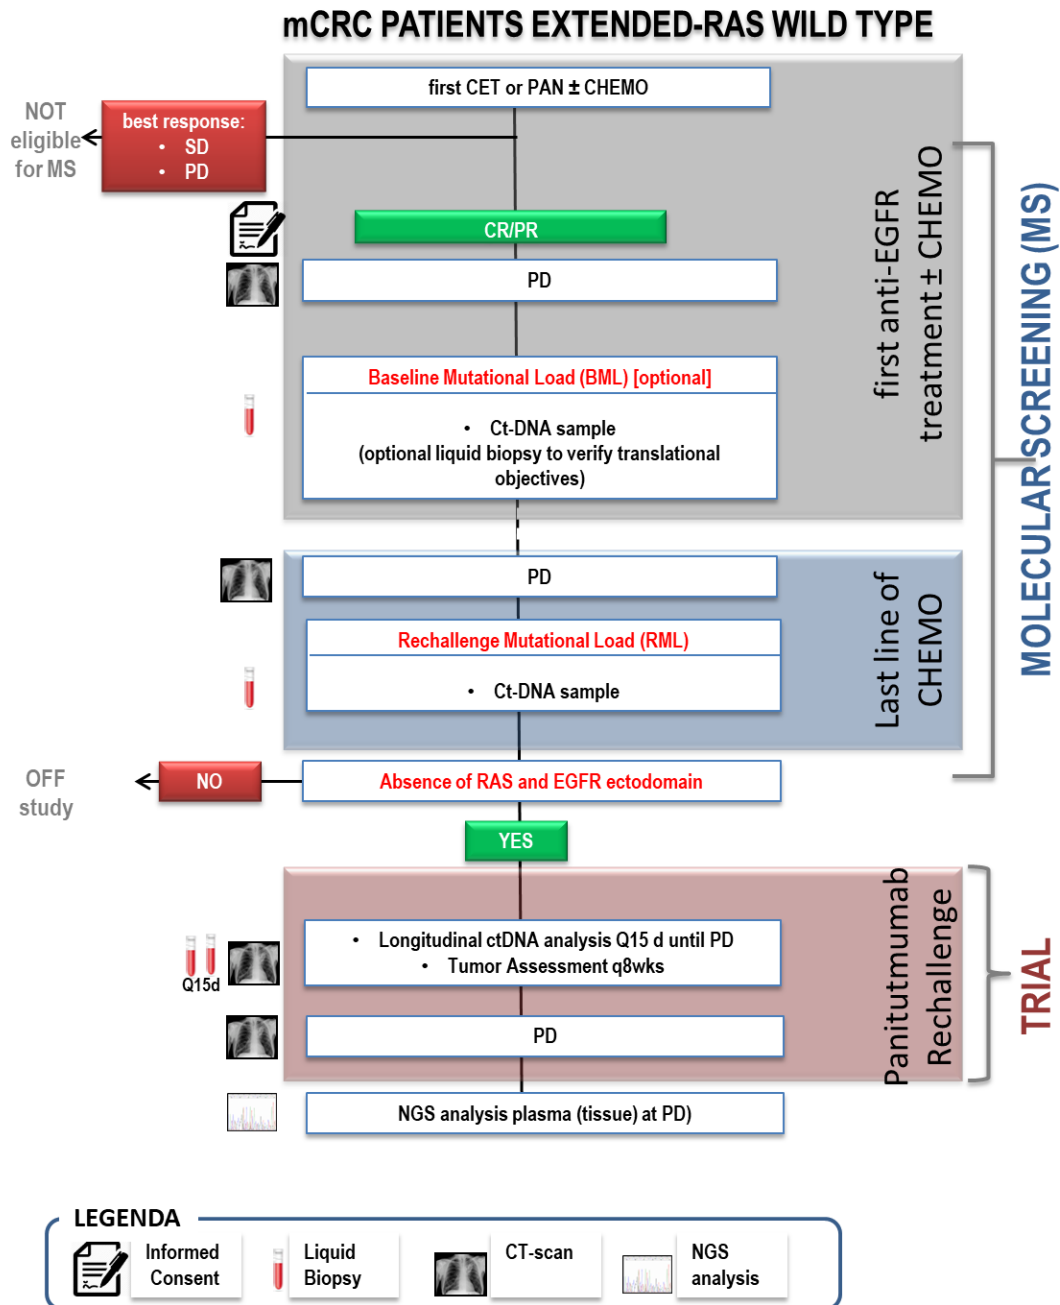 mCRC PATIENTS EXTENDED-RAS WILD TYPE
first CET or PAN ± CHEMO
NOT
eligible
for MS
best response:
• SD
• PD
CR/PR
PD
Baseline Mutational Load (BML) [optional]
• Ct-DNA sample
(optional liquid biopsy to verify translational
objectives)
first anti-EGFR
treatment ± CHEMO
PD
Rechallenge Mutational Load (RML)
• Ct-DNA sample
Last line of
CHEMO
MOLECULAR SCREENING (MS)
OFF
study
NO
Absence of RAS and EGFR ectodomain
YES
• Longitudinal ctDNA analysis Q15 d until PD
• Tumor Assessment q8wks
Q15d
PD
Panitutmumab
Rechallenge
TRIAL
NGS analysis plasma (tissue) at PD)
LEGENDA
Informed
Consent
Liquid
Biopsy
CT-scan
NGS
analysis